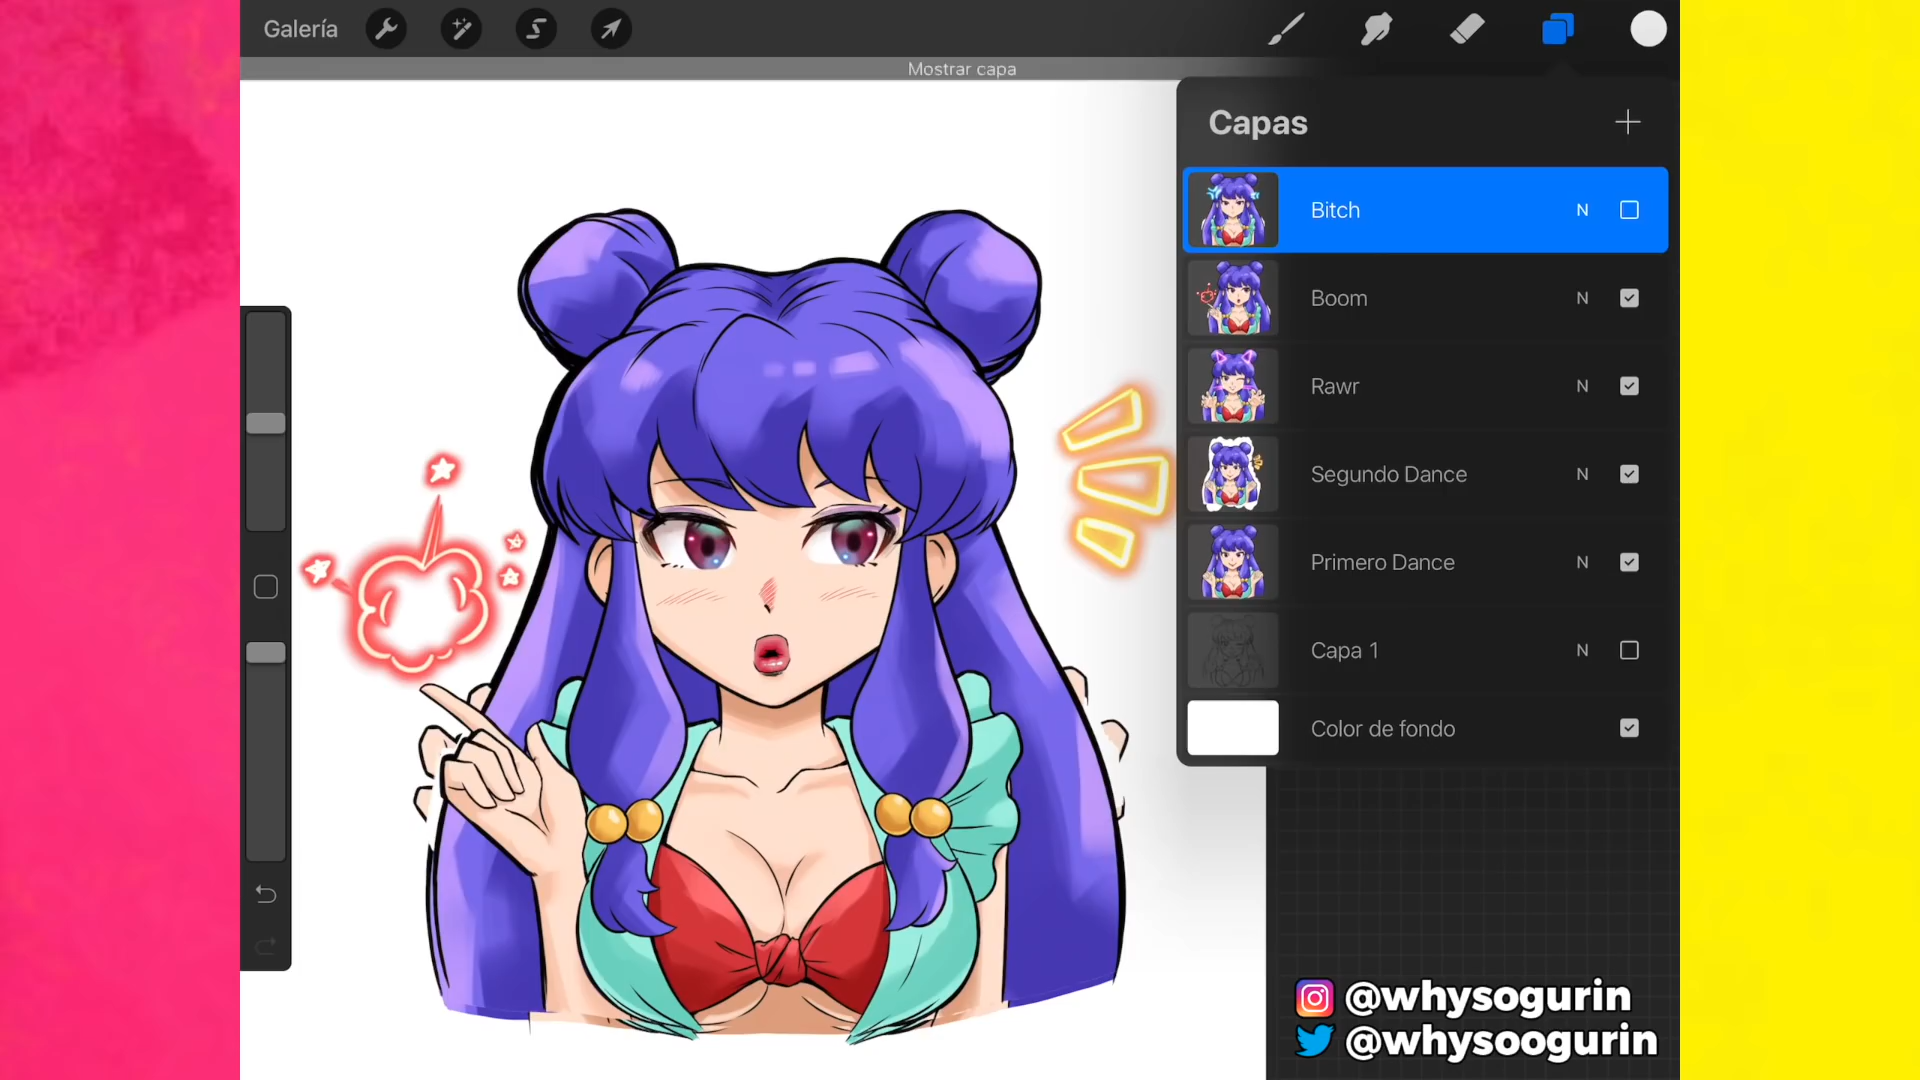 Galería
Mostrar capa
Capas
Bitch N
Boom N
Rawr N
Segundo Dance N
Primero Dance N
Capa 1 N
Color de fondo
@whysogurin
@whysoogurin